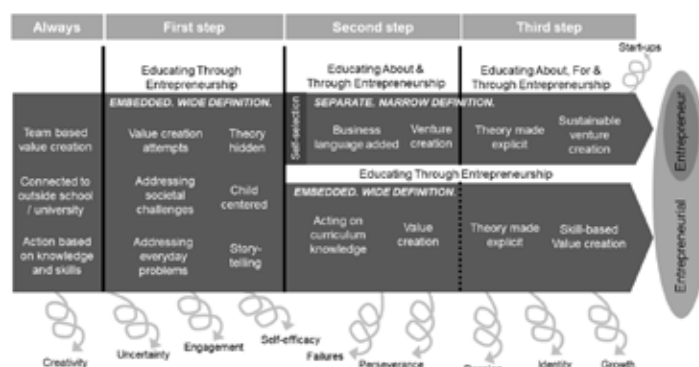 Always
First step
Second step
Third step
Start-ups
Educating Through
Entrepreneurship
Educating About &
Through Entrepreneurship
Educating About, For &
Through Entrepreneurship
EMBEDDED. WIDE DEFINITION.
Self-selection
SEPARATE. NARROW DEFINITION.
Team based
value creation
Value creation
attempts
Theory
hidden
Business
language added
Venture
creation
Theory made
explicit
Sustainable
venture
creation
Entrepreneur
Educating Through Entrepreneurship
Connected to
outside school
/ university
Addressing
societal
challenges
Child
centered
EMBEDDED. WIDE DEFINITION.
Action based
on knowledge
and skills
Addressing
everyday
problems
Story-
telling
Acting on
curriculum
knowledge
Value
creation
Theory made
explicit
Skill-based
Value creation
Entrepreneurial
Creativity
Uncertainty
Engagement
Self-efficacy
Failures
Perseverance
Identity
Growth